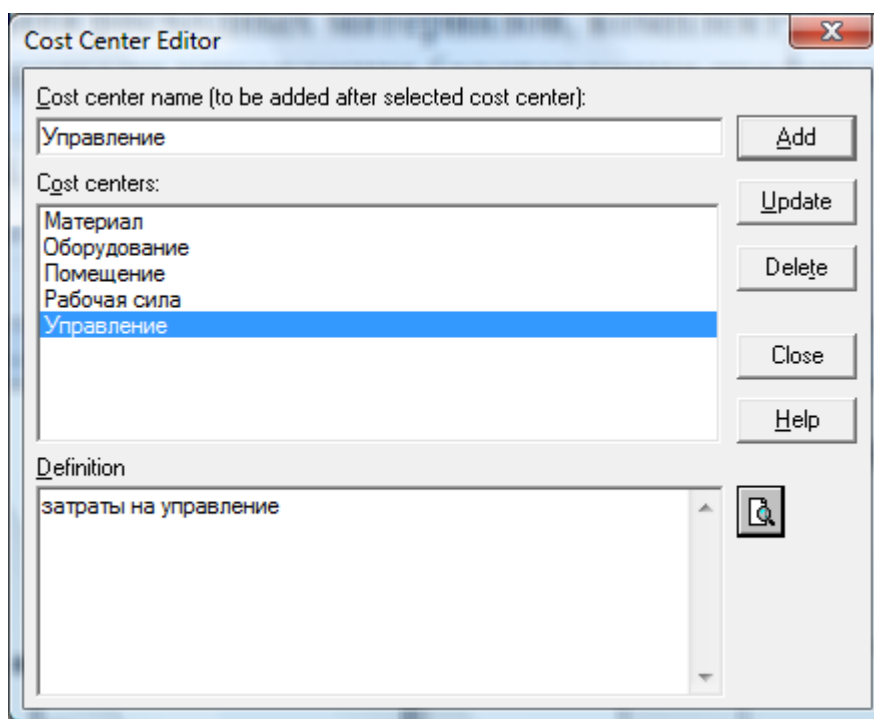 Cost Center Editor
Cost center name (to be added after selected cost center):
Управление
Add
Cost centers:
Update
Материал
Оборудование
Помещение
Рабочая сила
Управление
Delete
Close
Help
Definition
затраты на управление